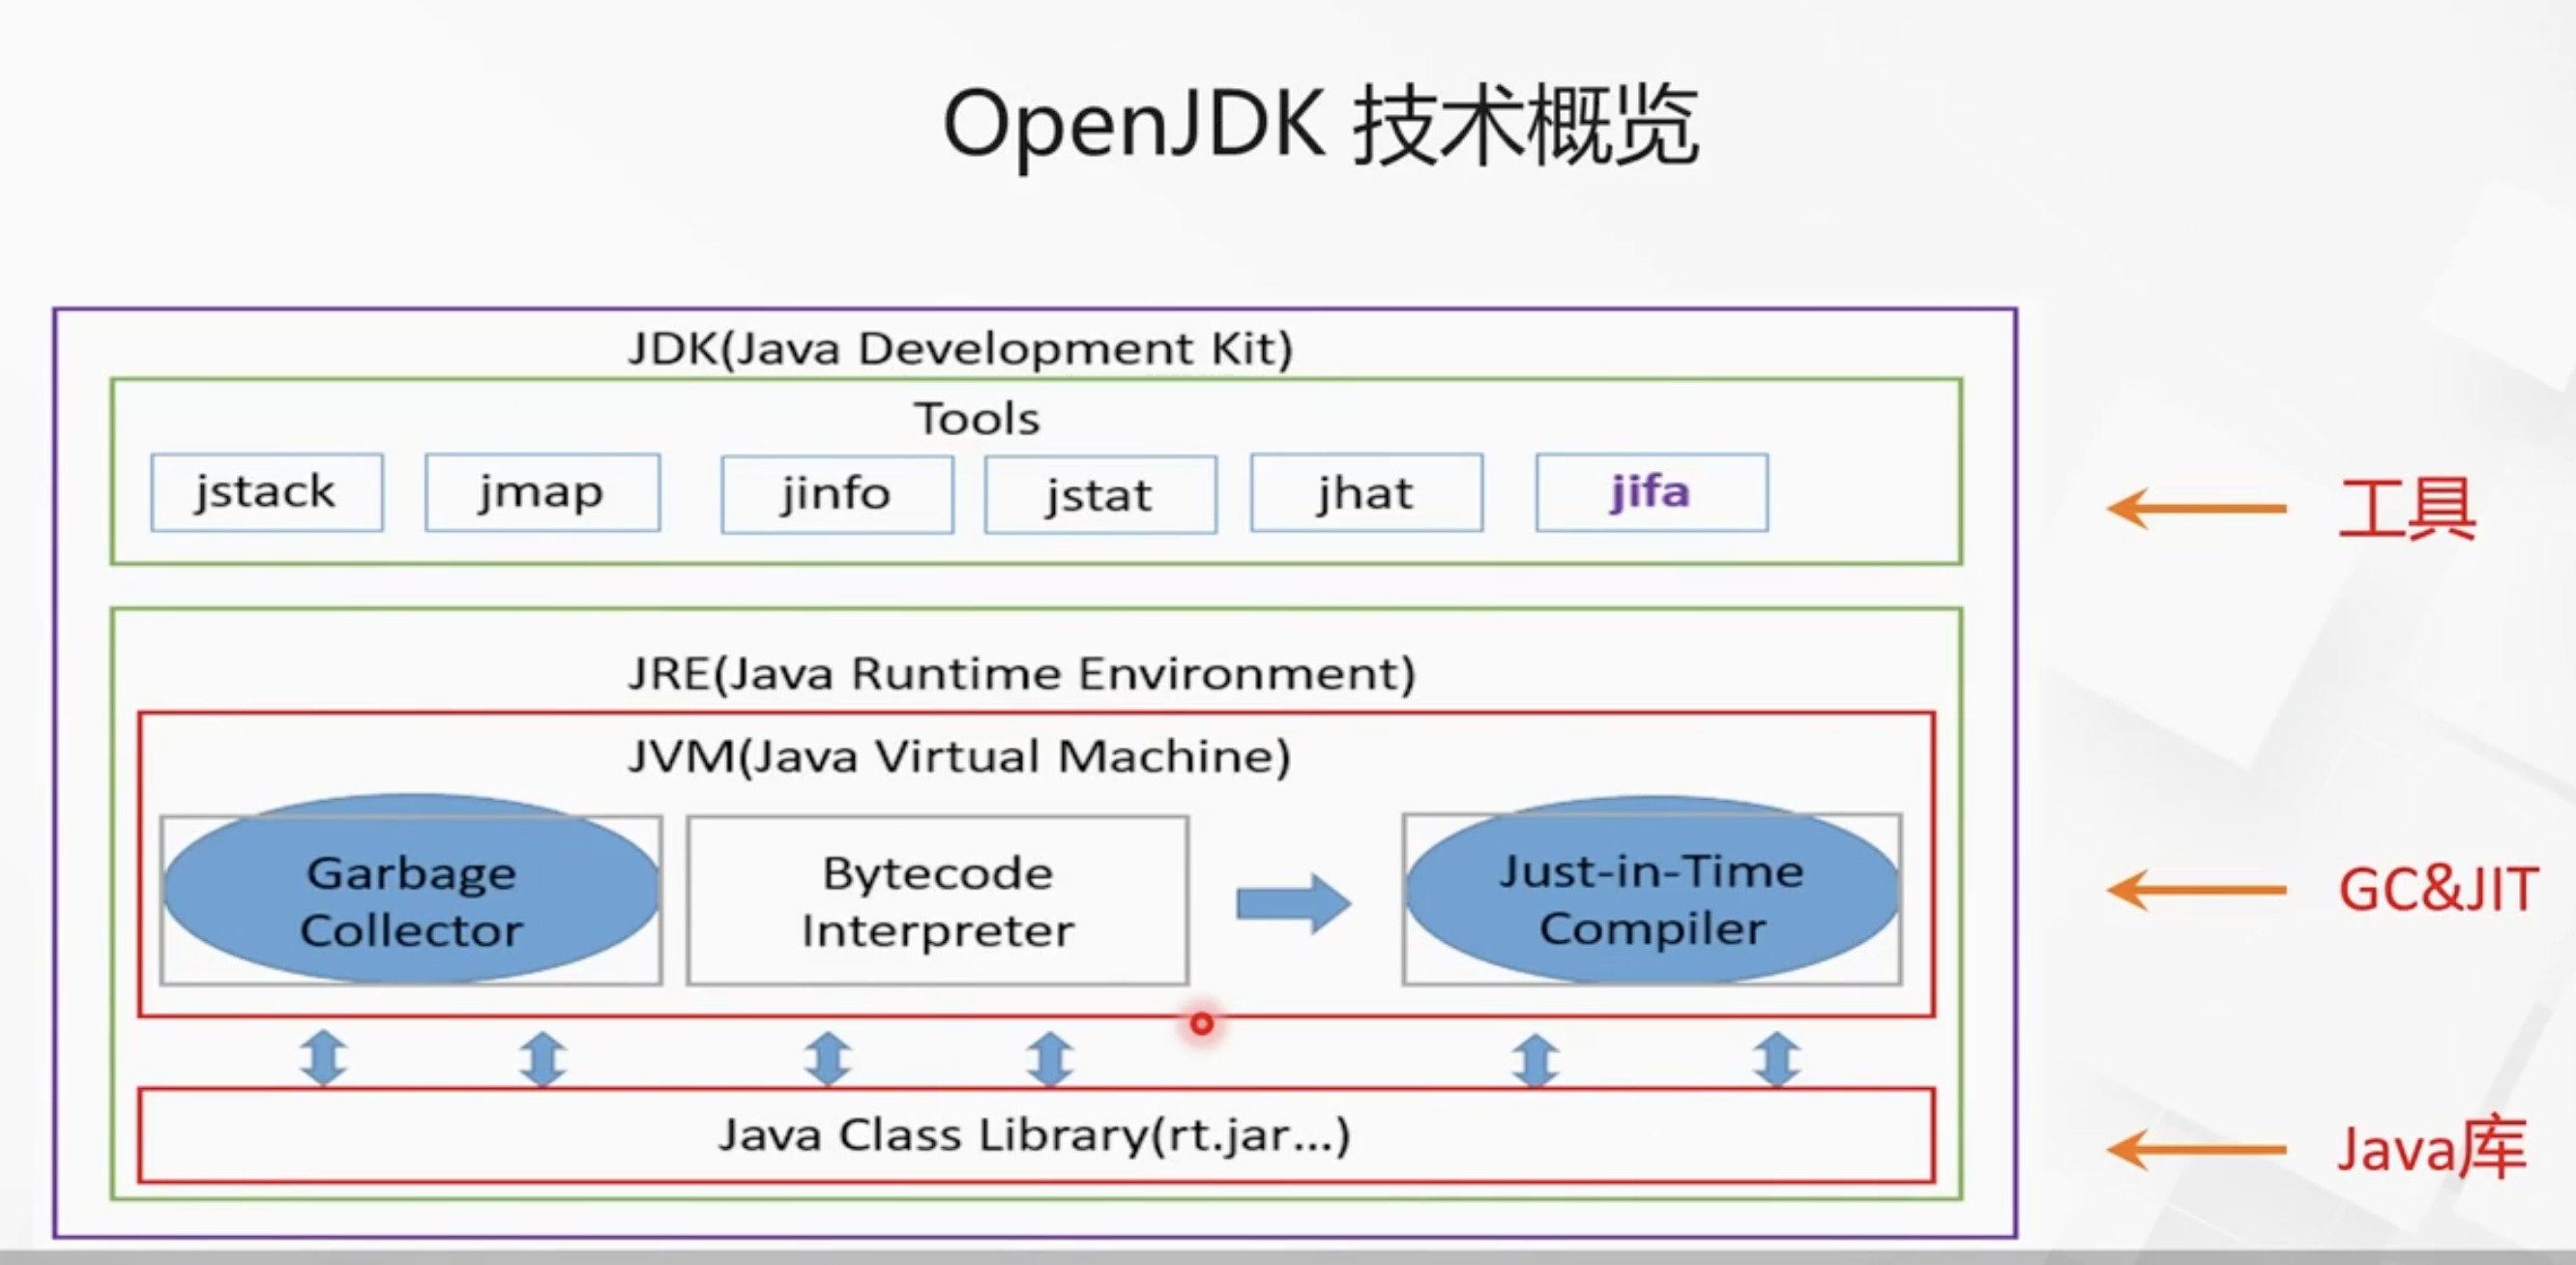 OpenJDK 技术概览
JDK(Java Development Kit)
Tools
jstack
jmap
jinfo
jstat
jhat
jifa
工具
JRE(Java Runtime Environment)
JVM(Java Virtual Machine)
Garbage
Collector
Bytecode
Interpreter
Just-in-Time
Compiler
GC&JIT
Java Class Library(rt.jar...)
Java库